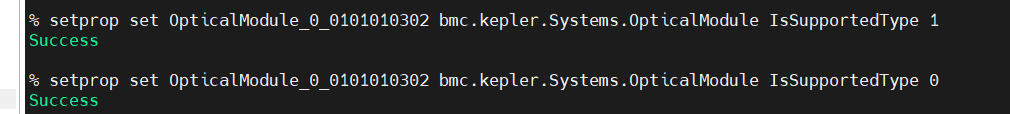 % setprop set OpticalModule_0_0101010302 bmc.kepler.Systems.OpticalModule IsSupportedType 1
Success
% setprop set OpticalModule_0_0101010302 bmc.kepler.Systems.OpticalModule IsSupportedType 0
Success